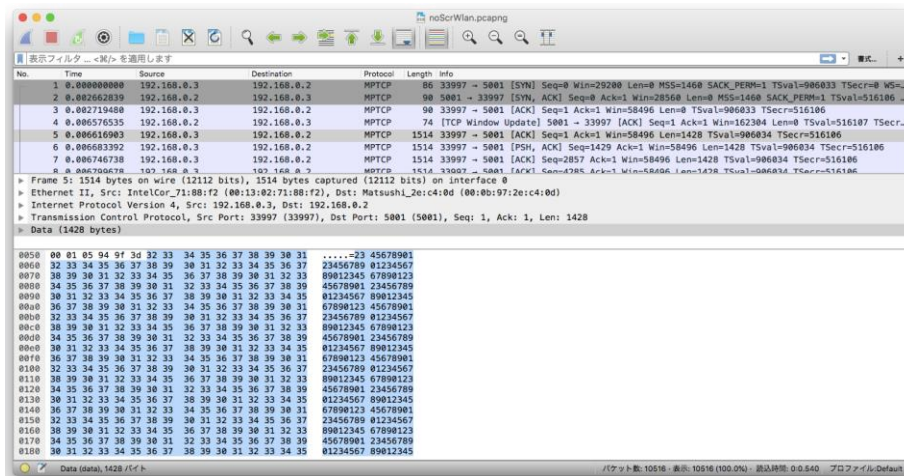 noScrWlan.pcapng
表示フィルタ ... <⌘/> を適用します
書式...
+
No. Time Source Destination Protocol Length Info
1 0.000000000 192.168.0.3 192.168.0.2 MPTCP 86 33997 → 5001 [SYN] Seq=0 Win=29200 Len=0 MSS=1460 SACK_PERM=1 TSval=906033 TSecr=0 WS=…
2 0.002662839 192.168.0.2 192.168.0.3 MPTCP 90 5001 → 33997 [SYN, ACK] Seq=0 Ack=1 Win=28560 Len=0 MSS=1460 SACK_PERM=1 TSval=516106 …
3 0.002719480 192.168.0.3 192.168.0.2 MPTCP 90 33997 → 5001 [ACK] Seq=1 Ack=1 Win=58496 Len=0 TSval=906033 TSecr=516106
4 0.006576535 192.168.0.2 192.168.0.3 MPTCP 74 [TCP Window Update] 5001 → 33997 [ACK] Seq=1 Ack=1 Win=162304 Len=0 TSval=516107 TSecr…
5 0.006616903 192.168.0.3 192.168.0.2 MPTCP 1514 33997 → 5001 [ACK] Seq=1 Ack=1 Win=58496 Len=1428 TSval=906034 TSecr=516106
6 0.006683392 192.168.0.3 192.168.0.2 MPTCP 1514 33997 → 5001 [PSH, ACK] Seq=1429 Ack=1 Win=58496 Len=1428 TSval=906034 TSecr=516106
7 0.006746738 192.168.0.3 192.168.0.2 MPTCP 1514 33997 → 5001 [ACK] Seq=2857 Ack=1 Win=58496 Len=1428 TSval=906034 TSecr=516106
8 0.006799678 192.168.0.3 192.168.0.2 MPTCP 1514 33997 → 5001 [ACK] Seq=4285 Ack=1 Win=58496 Len=1428 TSval=906034 TSecr=516106
Frame 5: 1514 bytes on wire (12112 bits), 1514 bytes captured (12112 bits) on interface 0
Ethernet II, Src: IntelCor_71:88:f2 (00:13:02:71:88:f2), Dst: Matsushi_2e:c4:0d (00:0b:97:2e:c4:0d)
Internet Protocol Version 4, Src: 192.168.0.3, Dst: 192.168.0.2
Transmission Control Protocol, Src Port: 33997 (33997), Dst Port: 5001 (5001), Seq: 1, Ack: 1, Len: 1428
Data (1428 bytes)
0050 00 01 05 94 9f 3d 32 33 34 35 36 37 38 39 30 31 .....=23 45678901
0060 32 33 34 35 36 37 38 39 30 31 32 33 34 35 36 37 23456789 01234567
0070 38 39 30 31 32 33 34 35 36 37 38 39 30 31 32 33 89012345 67890123
0080 34 35 36 37 38 39 30 31 32 33 34 35 36 37 38 39 45678901 23456789
0090 30 31 32 33 34 35 36 37 38 39 30 31 32 33 34 35 01234567 89012345
00a0 36 37 38 39 30 31 32 33 34 35 36 37 38 39 30 31 67890123 45678901
00b0 32 33 34 35 36 37 38 39 30 31 32 33 34 35 36 37 23456789 01234567
00c0 38 39 30 31 32 33 34 35 36 37 38 39 30 31 32 33 89012345 67890123
00d0 34 35 36 37 38 39 30 31 32 33 34 35 36 37 38 39 45678901 23456789
00e0 30 31 32 33 34 35 36 37 38 39 30 31 32 33 34 35 01234567 89012345
00f0 36 37 38 39 30 31 32 33 34 35 36 37 38 39 30 31 67890123 45678901
0100 32 33 34 35 36 37 38 39 30 31 32 33 34 35 36 37 23456789 01234567
0110 38 39 30 31 32 33 34 35 36 37 38 39 30 31 32 33 89012345 67890123
0120 34 35 36 37 38 39 30 31 32 33 34 35 36 37 38 39 45678901 23456789
0130 30 31 32 33 34 35 36 37 38 39 30 31 32 33 34 35 01234567 89012345
0140 36 37 38 39 30 31 32 33 34 35 36 37 38 39 30 31 67890123 45678901
0150 32 33 34 35 36 37 38 39 30 31 32 33 34 35 36 37 23456789 01234567
0160 38 39 30 31 32 33 34 35 36 37 38 39 30 31 32 33 89012345 67890123
0170 34 35 36 37 38 39 30 31 32 33 34 35 36 37 38 39 45678901 23456789
0180 30 31 32 33 34 35 36 37 38 39 30 31 32 33 34 35 01234567 89012345
Data (data), 1428 バイト
パケット数: 10516 · 表示: 10516 (100.0%) · 読込時間: 0:0.540
プロファイル:Default